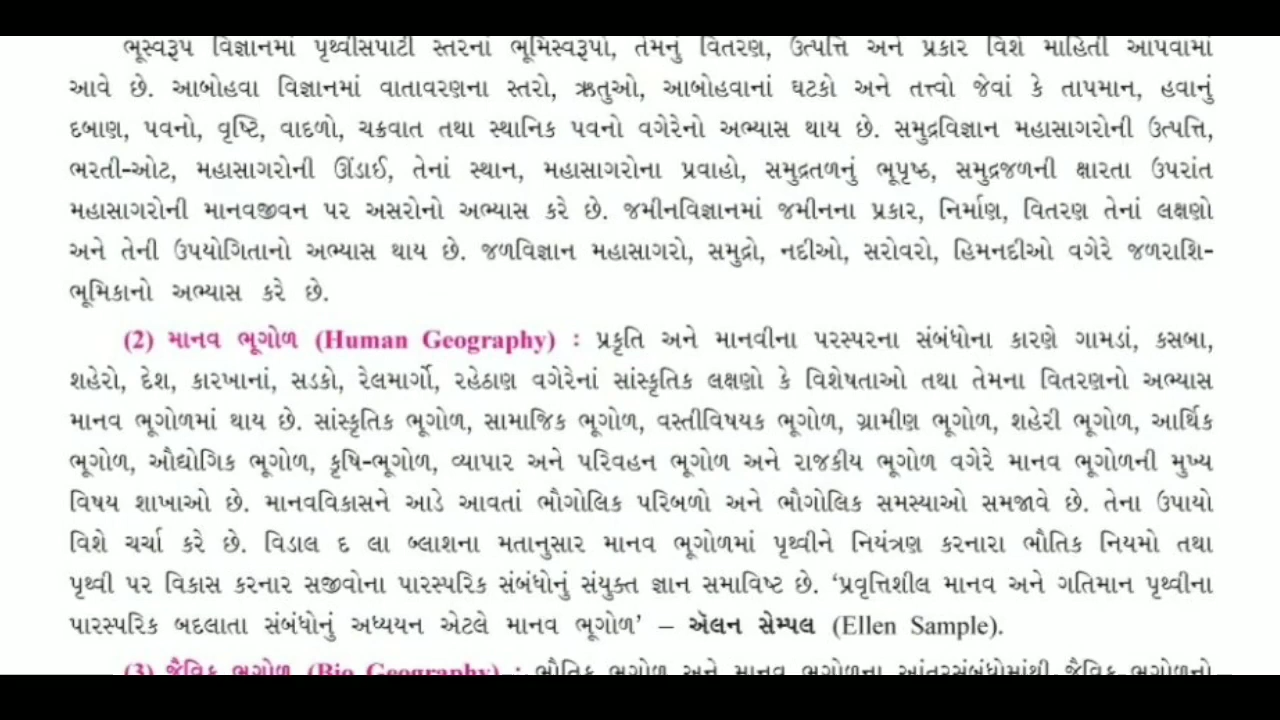 ભૂસ્વરૂપ વિજ્ઞાનમાં પૃથ્વીસપાટી સ્તરનાં ભૂમિસ્વરૂપો, તેમનું વિતરણ, ઉત્પત્તિ અને પ્રકાર વિશે માહિતી આપવામાં
આવે છે. આબોહવા વિજ્ઞાનમાં વાતાવરણના સ્તરો, ઋતુઓ, આબોહવાનાં ઘટકો અને તત્ત્વો જેવાં કે તાપમાન, હવાનું
દબાણ, પવનો, વૃષ્ટિ, વાદળો, ચક્રવાત તથા સ્થાનિક પવનો વગેરેનો અભ્યાસ થાય છે. સમુદ્રવિજ્ઞાન મહાસાગરોની ઉત્પત્તિ,
ભરતી-ઓટ, મહાસાગરોની ઊંડાઈ, તેનાં સ્થાન, મહાસાગરોના પ્રવાહો, સમુદ્રતળનું ભૂપૃષ્ઠ, સમુદ્રજળની ક્ષારતા ઉપરાંત
મહાસાગરોની માનવજીવન પર અસરોનો અભ્યાસ કરે છે. જમીનવિજ્ઞાનમાં જમીનના પ્રકાર, નિર્માણ, વિતરણ તેનાં લક્ષણો
અને તેની ઉપયોગિતાનો અભ્યાસ થાય છે. જળવિજ્ઞાન મહાસાગરો, સમુદ્રો, નદીઓ, સરોવરો, હિમનદીઓ વગેરે જળરાશિ-
ભૂમિકાનો અભ્યાસ કરે છે.
(2) માનવ ભૂગોળ (Human Geography) : પ્રકૃતિ અને માનવીના પરસ્પરના સંબંધોના કારણે ગામડાં, કસબા,
શહેરો, દેશ, કારખાનાં, સડકો, રેલમાર્ગો, રહેઠાણ વગેરેનાં સાંસ્કૃતિક લક્ષણો કે વિશેષતાઓ તથા તેમના વિતરણનો અભ્યાસ
માનવ ભૂગોળમાં થાય છે. સાંસ્કૃતિક ભૂગોળ, સામાજિક ભૂગોળ, વસ્તીવિષયક ભૂગોળ, ગ્રામીણ ભૂગોળ, શહેરી ભૂગોળ, આર્થિક
ભૂગોળ, ઔદ્યોગિક ભૂગોળ, કૃષિ-ભૂગોળ, વ્યાપાર અને પરિવહન ભૂગોળ અને રાજકીય ભૂગોળ વગેરે માનવ ભૂગોળની મુખ્ય
વિષય શાખાઓ છે. માનવવિકાસને આડે આવતાં ભૌગોલિક પરિબળો અને ભૌગોલિક સમસ્યાઓ સમજાવે છે. તેના ઉપાયો
વિશે ચર્ચા કરે છે. વિડાલ દ લા બ્લાશના મતાનુસાર માનવ ભૂગોળમાં પૃથ્વીને નિયંત્રણ કરનારા ભૌતિક નિયમો તથા
પૃથ્વી પર વિકાસ કરનાર સજીવોના પારસ્પરિક સંબંધોનું સંયુક્ત જ્ઞાન સમાવિષ્ટ છે. ‘પ્રવૃત્તિશીલ માનવ અને ગતિમાન પૃથ્વીના
પારસ્પરિક બદલાતા સંબંધોનું અધ્યયન એટલે માનવ ભૂગોળ’ – ઍલન સેમ્પલ (Ellen Sample).
(3) જૈવિક ભૂગોળ (Bio Geography) : ભૌતિક ભૂગોળ અને માનવ ભૂગોળના આંતરસંબંધોમાંથી જૈવિક ભૂગોળનો